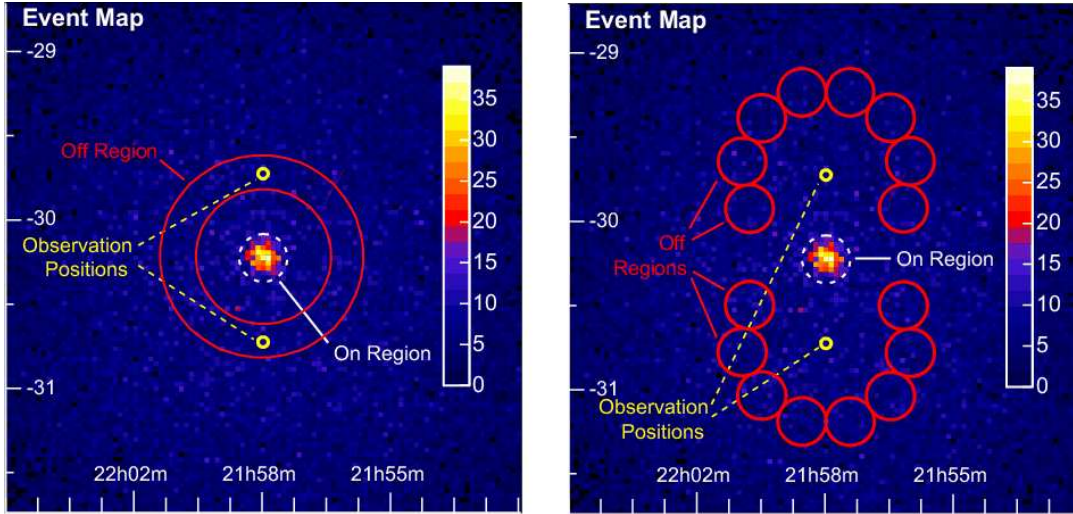 Event Map
-29
-30
-31
Off Region
Observation
Positions
On Region
35
30
25
20
15
10
5
0
22h02m
21h58m
21h55m
Event Map
-29
-30
-31
Off
Regions
On Region
Observation
Positions
35
30
25
20
15
10
5
0
22h02m
21h58m
21h55m